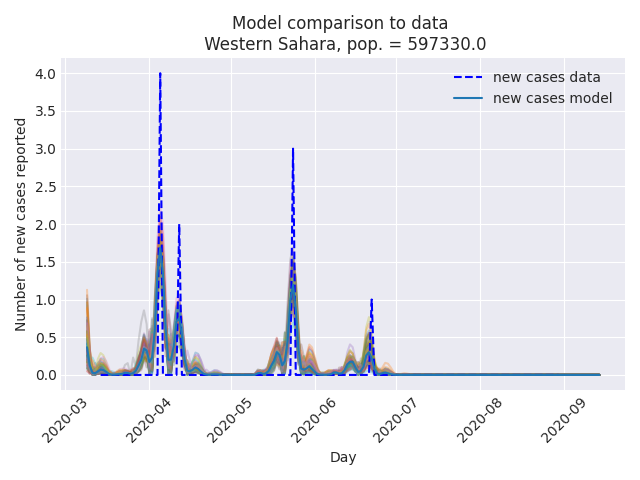 Model comparison to data
Western Sahara, pop. = 597330.0
new cases data
new cases model
Number of new cases reported
4.0
3.5
3.0
2.5
2.0
1.5
1.0
0.5
0.0
2020-03
2020-04
2020-05
2020-06
2020-07
2020-08
2020-09
Day